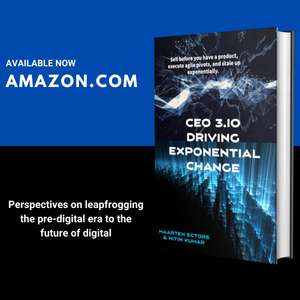 AVAILABLE NOW
AMAZON.COM
Perspectives on leapfrogging
the pre-digital era to the
future of digital
Sell before you have a product,
execute agile pivots, and scale up
exponentially.
CEO 3.IO
DRIVING
EXPONENTIAL
CHANGE
MAARTEN ECTORS
& NITIN KUMAR